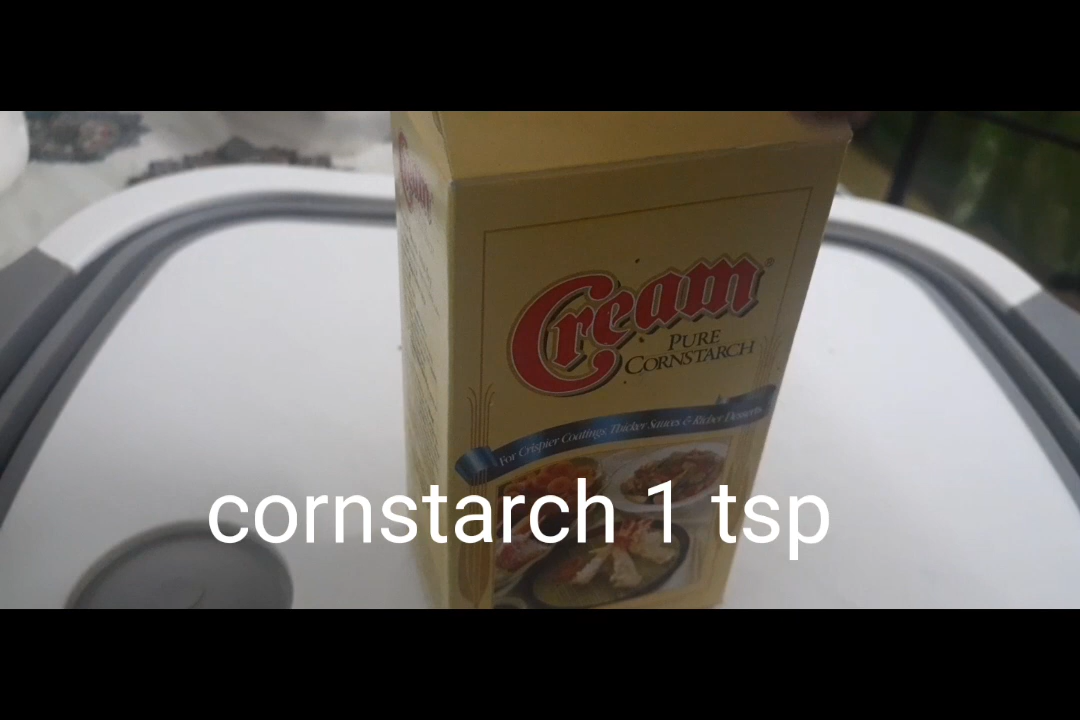 Cream
PURE
CORNSTARCH
For Crispier Coatings, Thicker Sauces & Richer Desserts
cornstarch 1 tsp